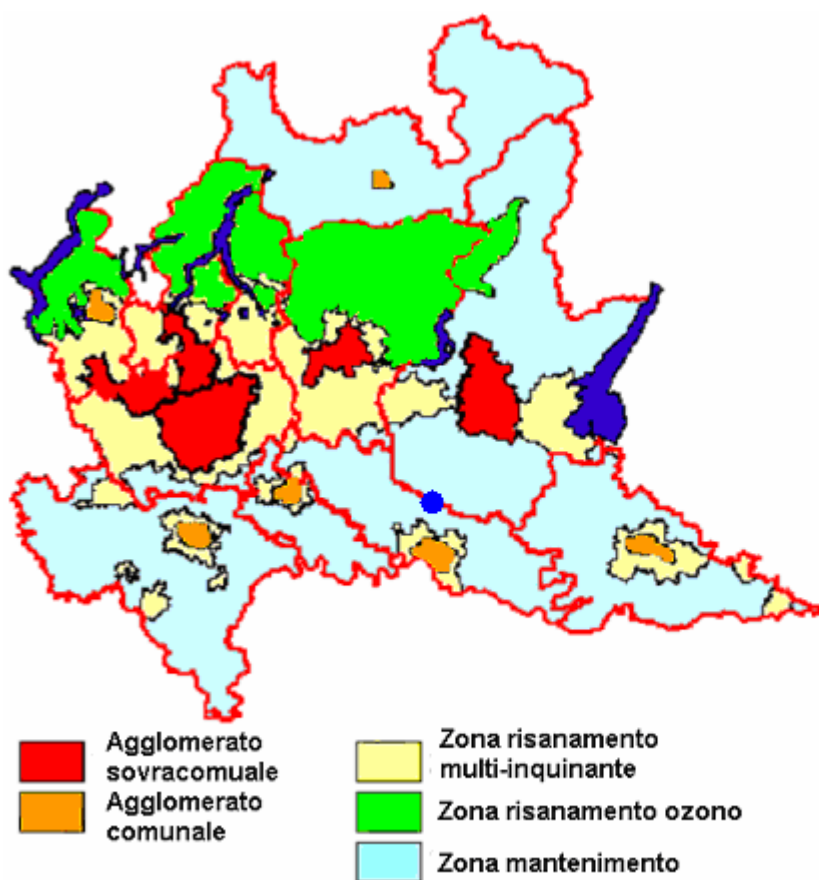 Agglomerato
sovracomuale
Agglomerato
comunale
Zona risanamento
multi-inquinante
Zona risanamento ozono
Zona mantenimento